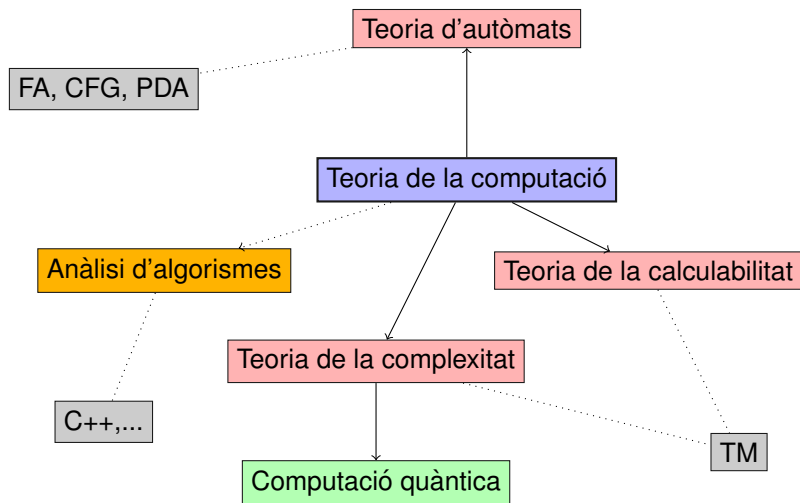 Teoria d'autòmats
FA, CFG, PDA
Teoria de la computació
Anàlisi d'algorismes
Teoria de la calculabilitat
Teoria de la complexitat
C++,...
TM
Computació quàntica